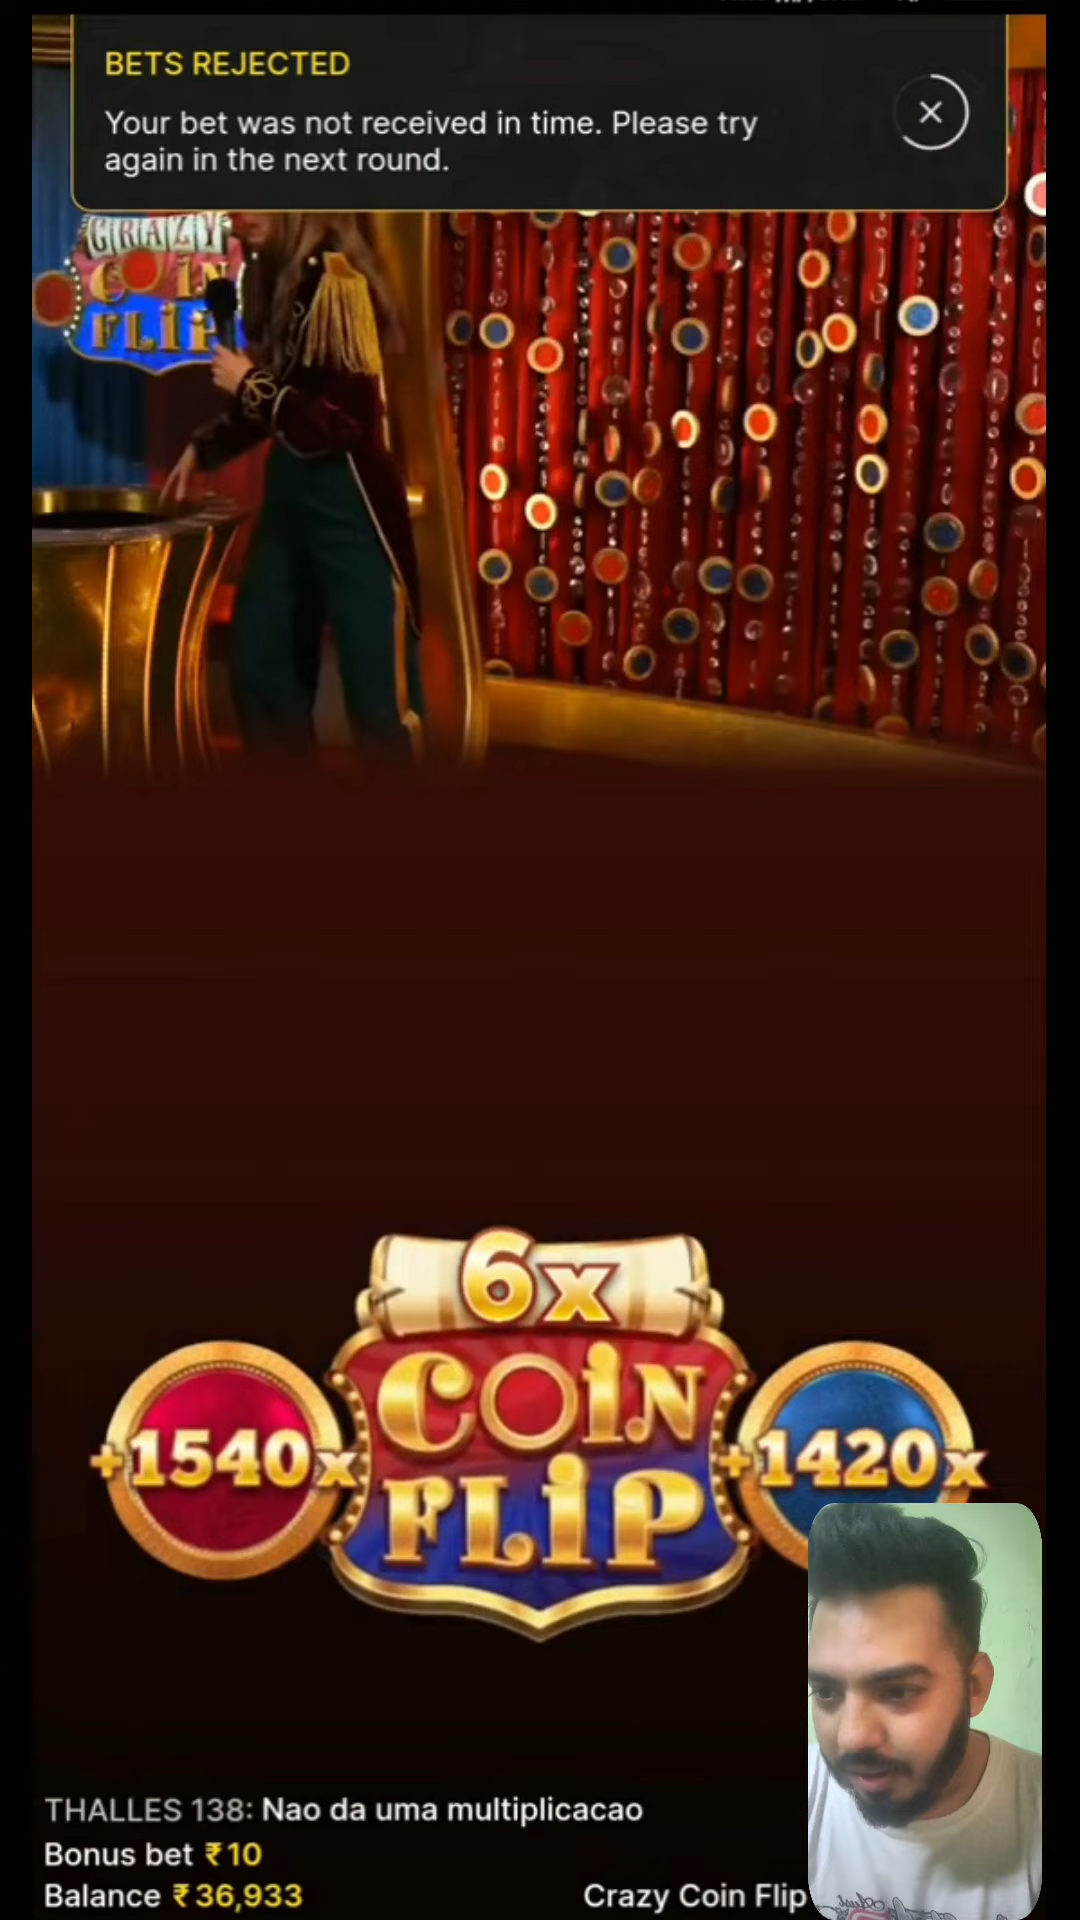 BETS REJECTED
Your bet was not received in time. Please try
again in the next round.
CRAZY
COIN
FLIP
6x
COIN
FLIP
+1540x
+1420x
THALLES 138: Nao da uma multiplicacao
Bonus bet ₹10
Balance ₹36,933
Crazy Coin Flip